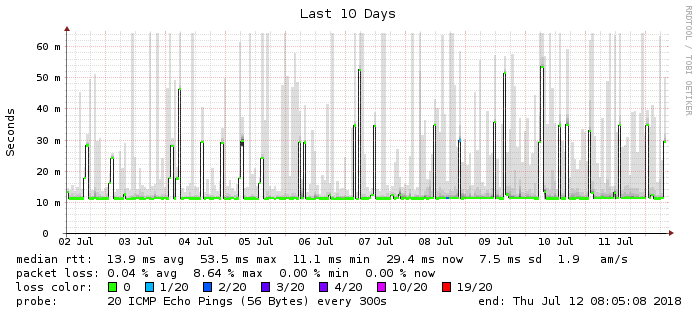 Last 10 Days
RRDTOOL / TOBI OETIKER
Seconds
60 m
50 m
40 m
30 m
20 m
10 m
0
02 Jul 03 Jul 04 Jul 05 Jul 06 Jul 07 Jul 08 Jul 09 Jul 10 Jul 11 Jul
median rtt: 13.9 ms avg 53.5 ms max 11.1 ms min 29.4 ms now 7.5 ms sd 1.9 am/s
packet loss: 0.04 % avg 8.64 % max 0.00 % min 0.00 % now
loss color: 0 1/20 2/20 3/20 4/20 10/20 19/20
probe: 20 ICMP Echo Pings (56 Bytes) every 300s end: Thu Jul 12 08:05:08 2018